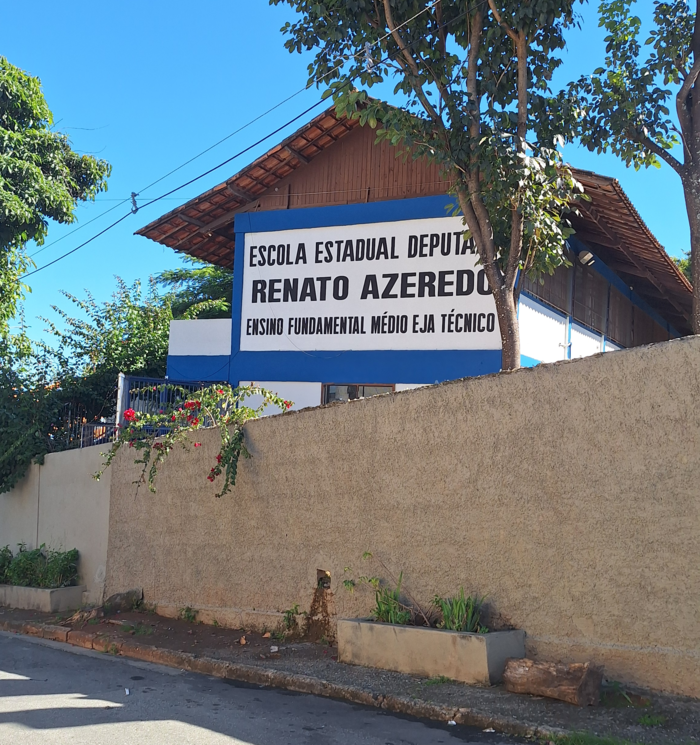 ESCOLA ESTADUAL DEPUTA
RENATO AZEREDO
ENSINO FUNDAMENTAL MÉDIO EJA TÉCNICO